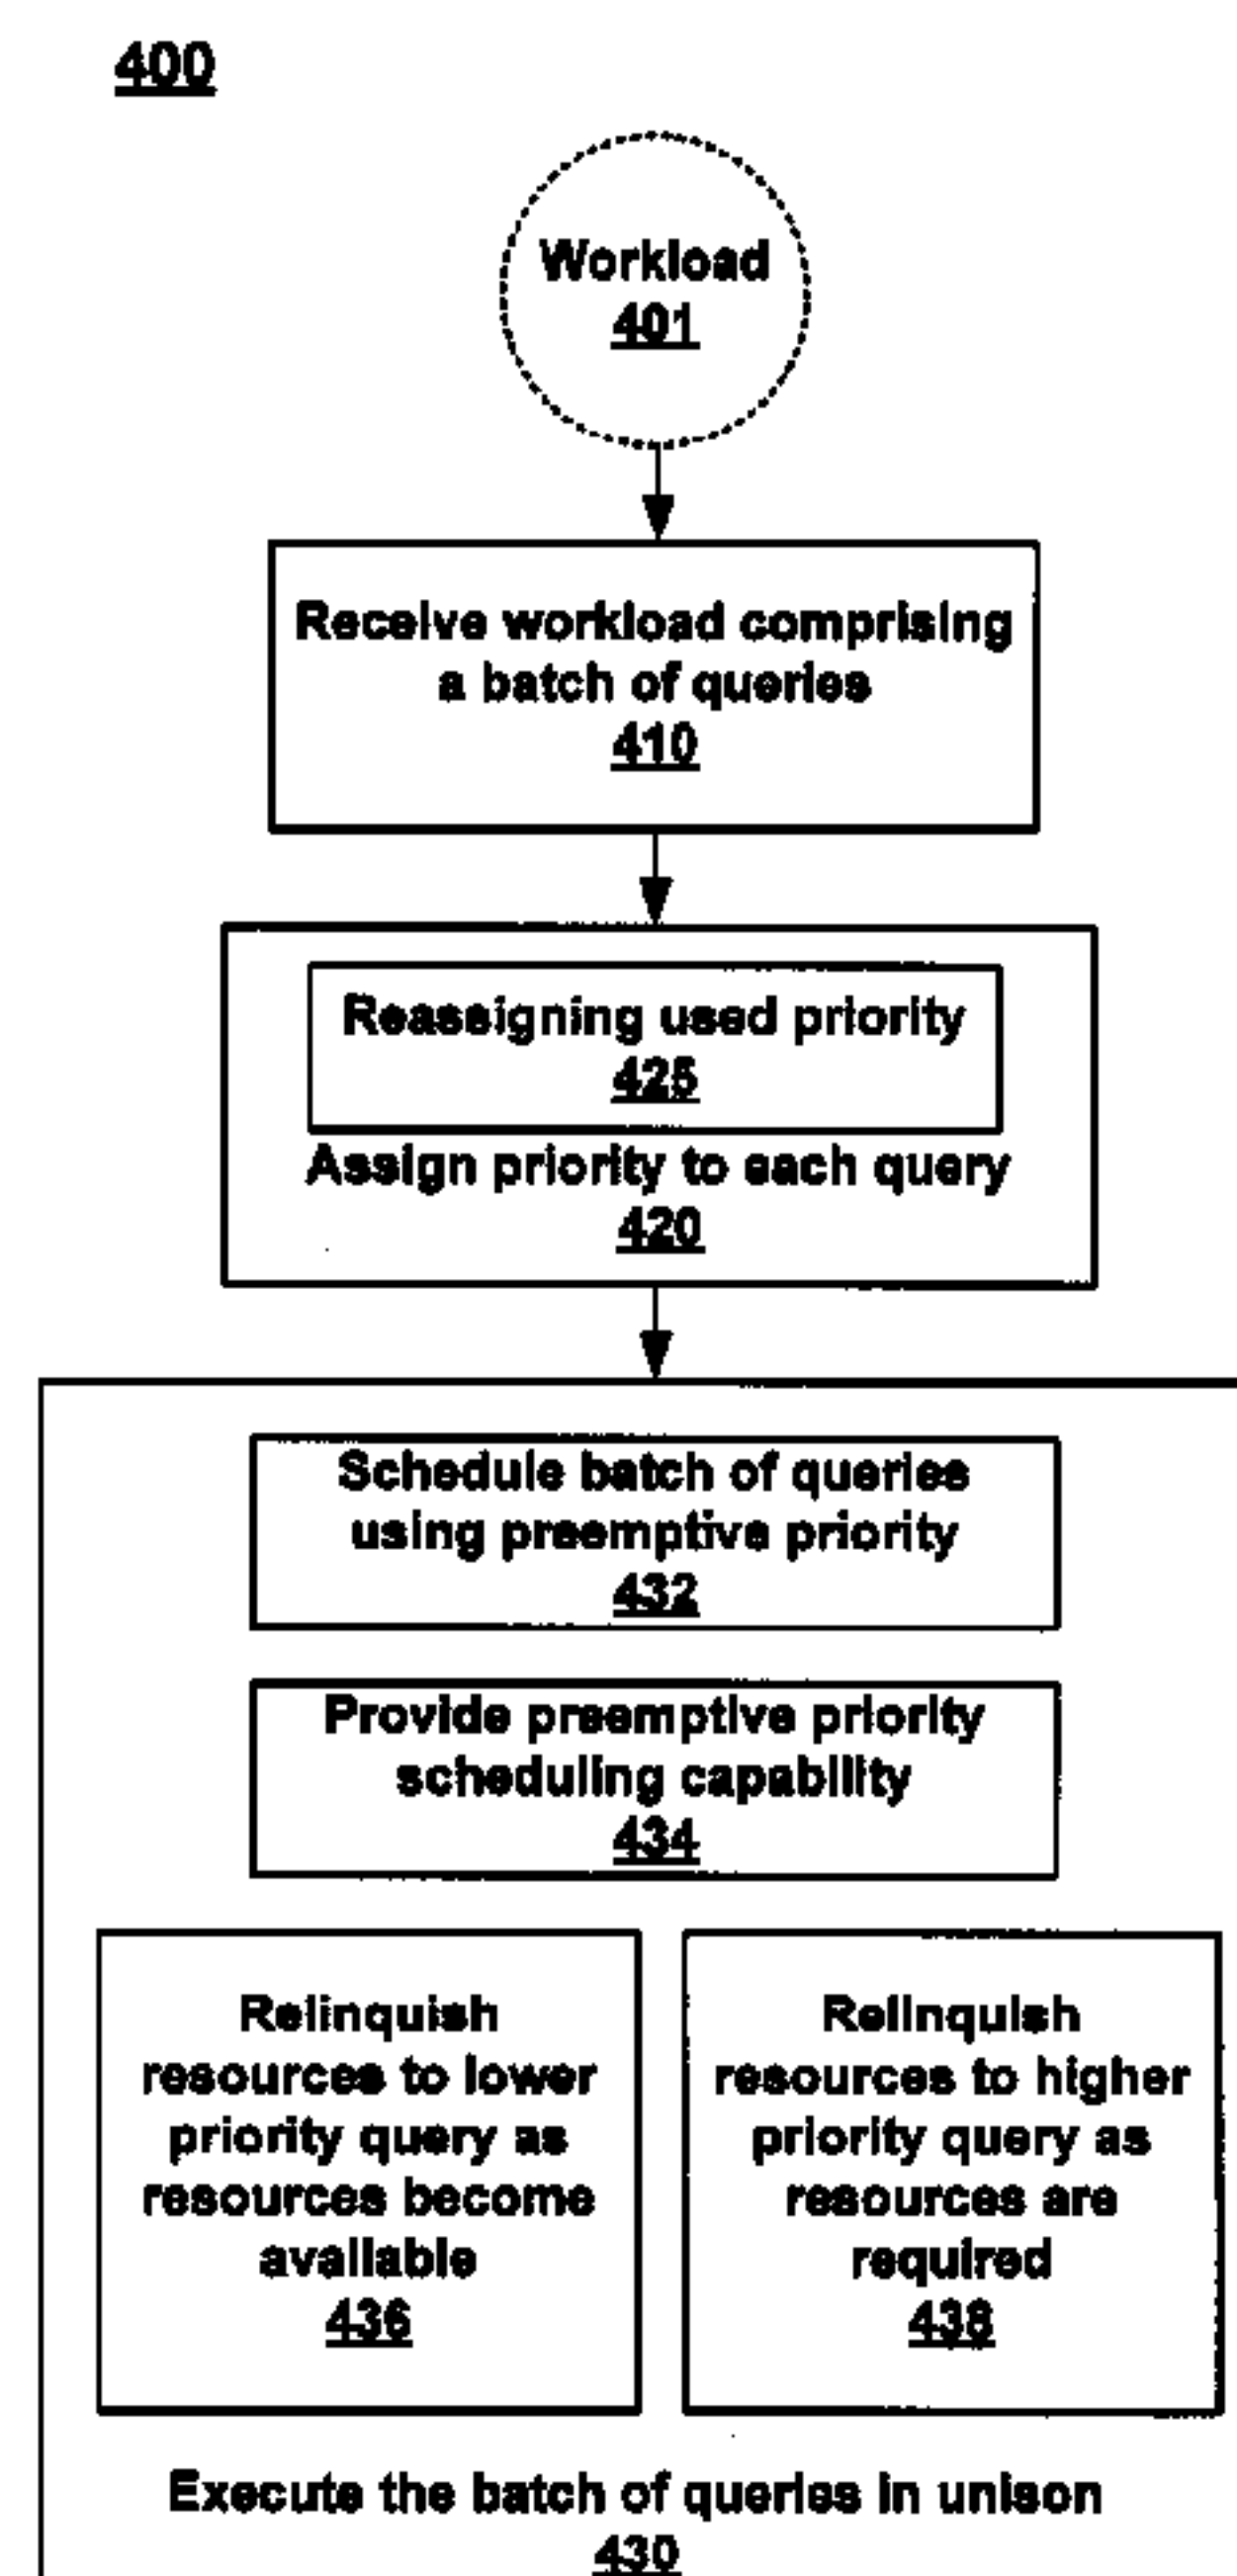 400
Workload
401
Receive workload comprising
a batch of queries
410
Reassigning used priority
425
Assign priority to each query
420
Schedule batch of queries
using preemptive priority
432
Provide preemptive priority
scheduling capability
434
Relinquish
resources to lower
priority query as
resources become
available
436
Relinquish
resources to higher
priority query as
resources are
required
438
Execute the batch of queries in unison
430